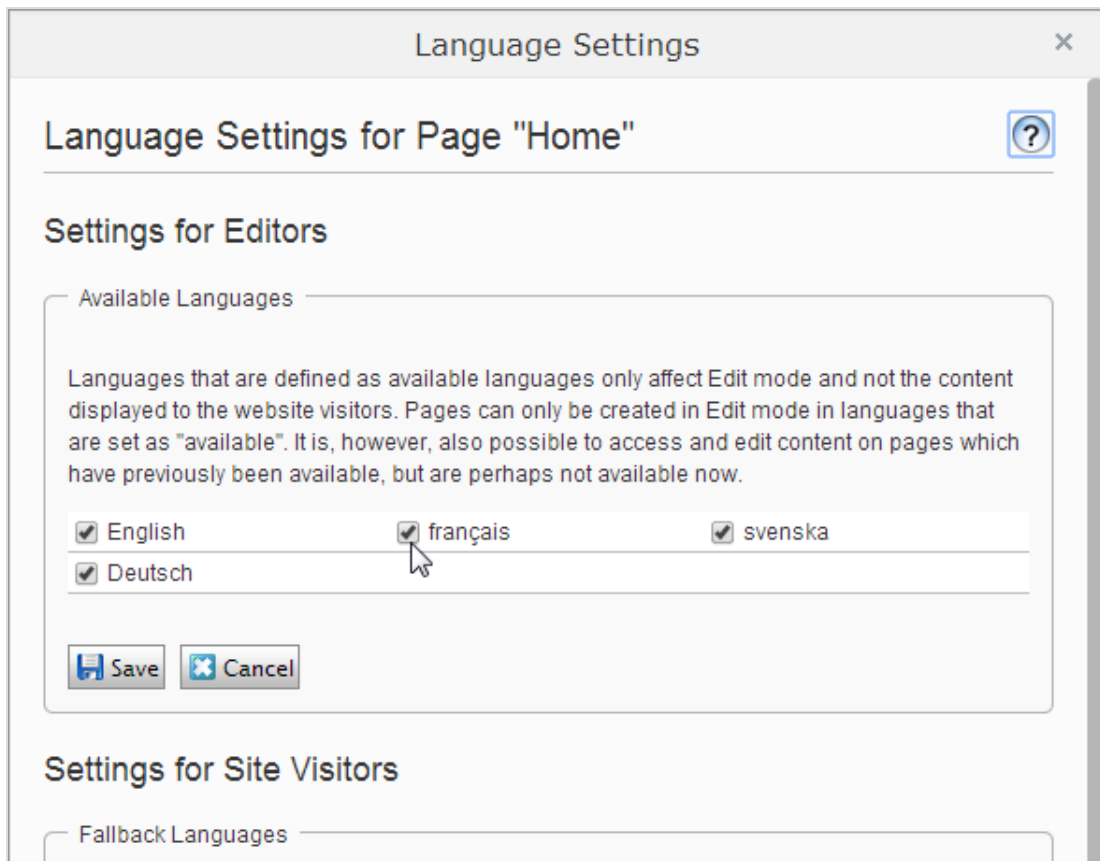 Language Settings
Language Settings for Page "Home"
Settings for Editors
Available Languages
Languages that are defined as available languages only affect Edit mode and not the content
displayed to the website visitors. Pages can only be created in Edit mode in languages that
are set as "available". It is, however, also possible to access and edit content on pages which
have previously been available, but are perhaps not available now.
English français svenska
Deutsch
Save Cancel
Settings for Site Visitors
Fallback Languages